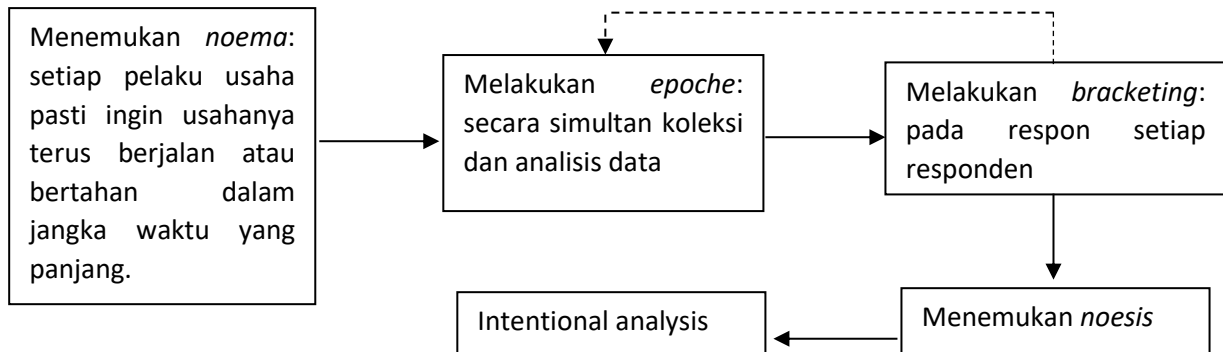 Menemukan noema:
setiap pelaku usaha
pasti ingin usahanya
terus berjalan atau
bertahan dalam
jangka waktu yang
panjang.
Melakukan epoche:
secara simultan koleksi
dan analisis data
Melakukan bracketing:
pada respon setiap
responden
Menemukan noesis
Intentional analysis